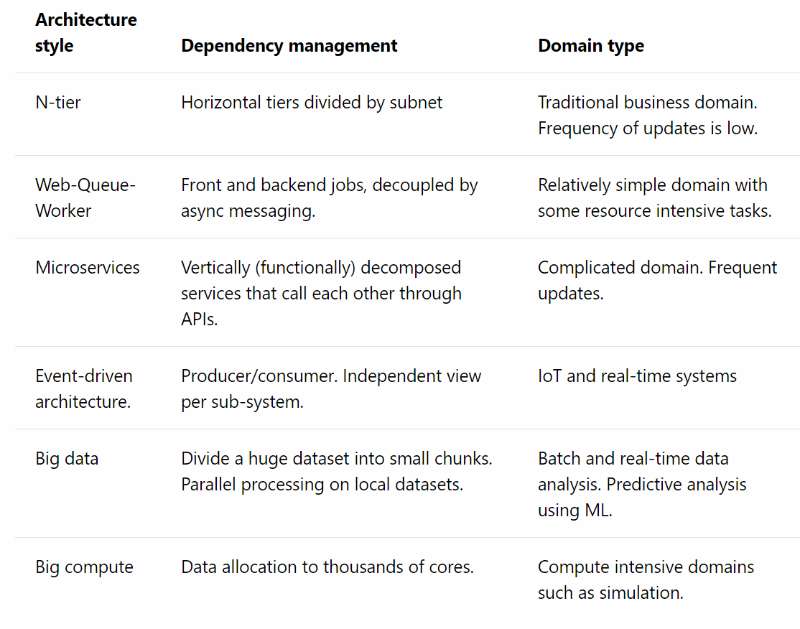 Architecture
style
Dependency management
Domain type
N-tier
Horizontal tiers divided by subnet
Traditional business domain.
Frequency of updates is low.
Web-Queue-
Worker
Front and backend jobs, decoupled by
async messaging.
Relatively simple domain with
some resource intensive tasks.
Microservices
Vertically (functionally) decomposed
services that call each other through
APIs.
Complicated domain. Frequent
updates.
Event-driven
architecture.
Producer/consumer. Independent view
per sub-system.
IoT and real-time systems
Big data
Divide a huge dataset into small chunks.
Parallel processing on local datasets.
Batch and real-time data
analysis. Predictive analysis
using ML.
Big compute
Data allocation to thousands of cores.
Compute intensive domains
such as simulation.